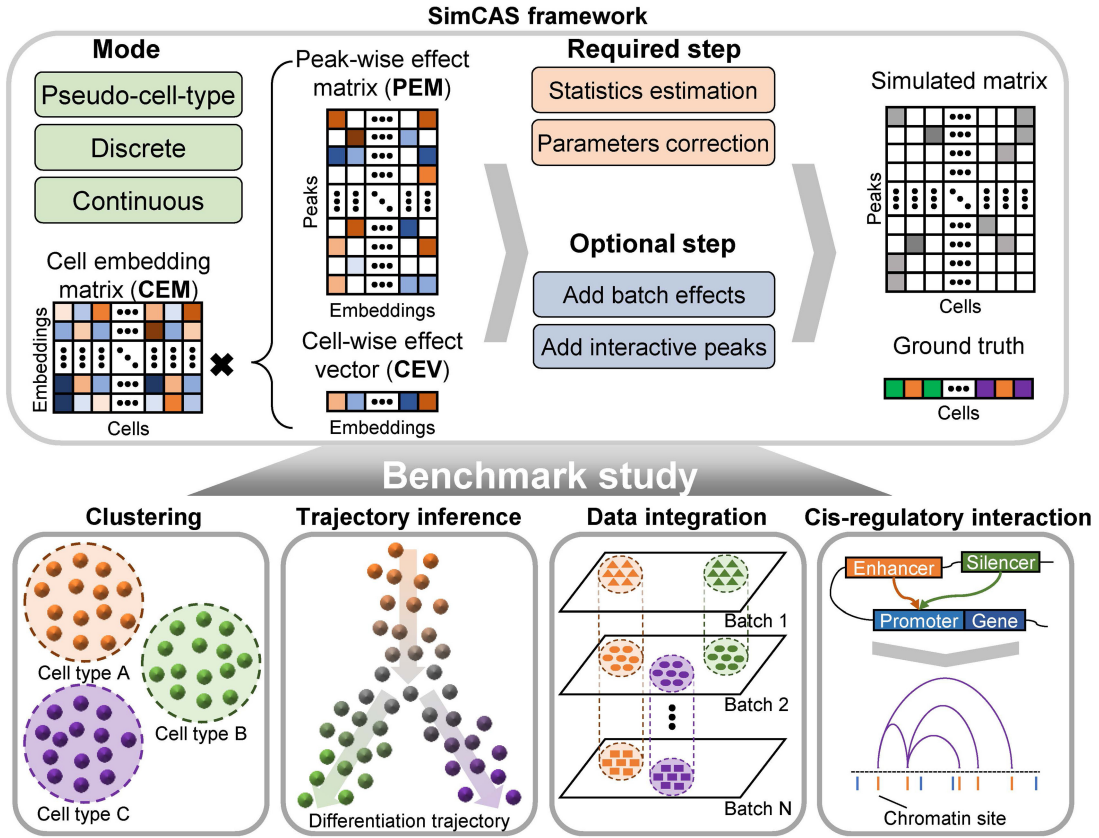 SimCAS framework
Mode
Pseudo-cell-type
Discrete
Continuous
Cell embedding
matrix (CEM)
Embeddings
Cells
Peak-wise effect
matrix (PEM)
Peaks
Embeddings
Cell-wise effect
vector (CEV)
Embeddings
Required step
Statistics estimation
Parameters correction
Optional step
Add batch effects
Add interactive peaks
Simulated matrix
Peaks
Cells
Ground truth
Cells
Benchmark study
Clustering
Cell type A
Cell type B
Cell type C
Trajectory inference
Differentiation trajectory
Data integration
Batch 1
Batch 2
Batch N
Cis-regulatory interaction
Enhancer
Silencer
Promoter
Gene
Chromatin site